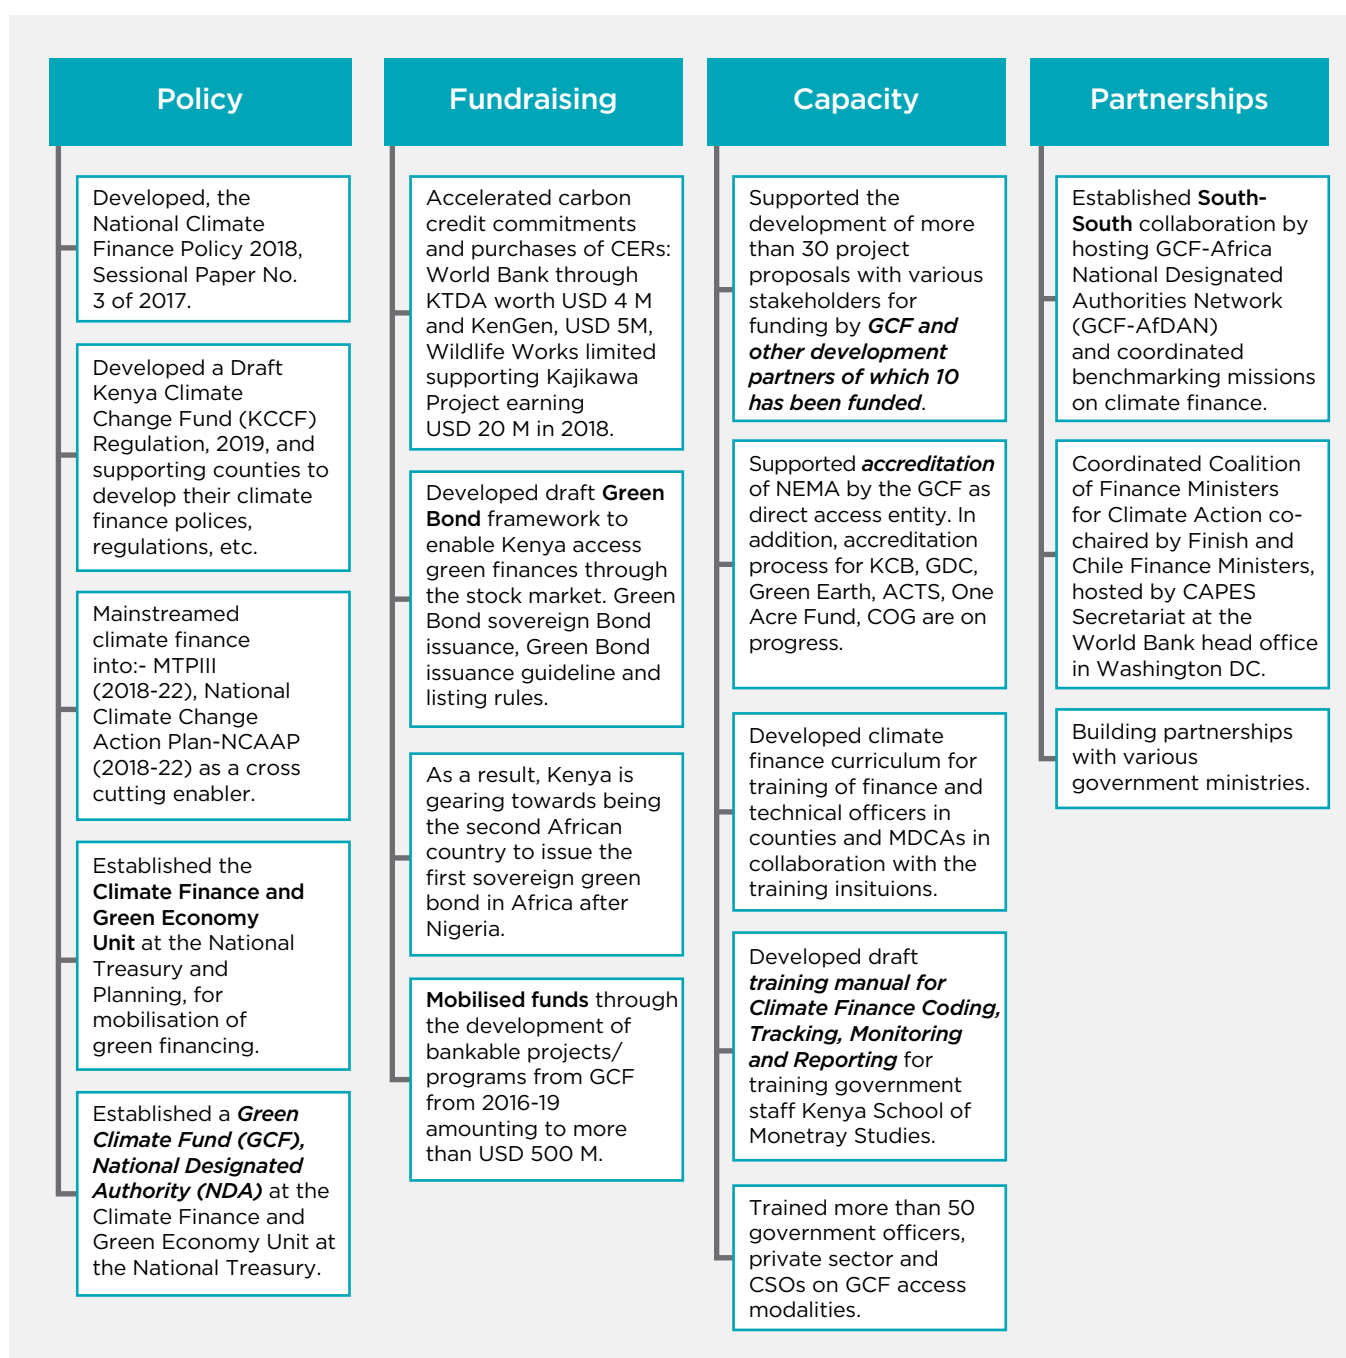 Policy
Developed, the
National Climate
Finance Policy 2018,
Sessional Paper No.
3 of 2017.
Developed a Draft
Kenya Climate
Change Fund (KCCF)
Regulation, 2019, and
supporting counties to
develop their climate
finance polices,
regulations, etc.
Mainstreamed
climate finance
into:- MTPIII
(2018-22), National
Climate Change
Action Plan-NCAAP
(2018-22) as a cross
cutting enabler.
Established the
Climate Finance and
Green Economy
Unit at the National
Treasury and
Planning, for
mobilisation of
green financing.
Established a Green
Climate Fund (GCF),
National Designated
Authority (NDA) at the
Climate Finance and
Green Economy Unit at
the National Treasury.
Fundraising
Accelerated carbon
credit commitments
and purchases of CERs:
World Bank through
KTDA worth USD 4 M
and KenGen, USD 5M,
Wildlife Works limited
supporting Kajikawa
Project earning
USD 20 M in 2018.
Developed draft Green
Bond framework to
enable Kenya access
green finances through
the stock market. Green
Bond sovereign Bond
issuance, Green Bond
issuance guideline and
listing rules.
As a result, Kenya is
gearing towards being
the second African
country to issue the
first sovereign green
bond in Africa after
Nigeria.
Mobilised funds through
the development of
bankable projects/
programs from GCF
from 2016-19
amounting to more
than USD 500 M.
Capacity
Supported the
development of more
than 30 project
proposals with various
stakeholders for
funding by GCF and
other development
partners of which 10
has been funded.
Supported accreditation
of NEMA by the GCF as
direct access entity. In
addition, accreditation
process for KCB, GDC,
Green Earth, ACTS, One
Acre Fund, COG are on
progress.
Developed climate
finance curriculum for
training of finance and
technical officers in
counties and MDCAs in
collaboration with the
training insituions.
Developed draft
training manual for
Climate Finance Coding,
Tracking, Monitoring
and Reporting for
training government
staff Kenya School of
Monetray Studies.
Trained more than 50
government officers,
private sector and
CSOs on GCF access
modalities.
Partnerships
Established South-
South collaboration by
hosting GCF-Africa
National Designated
Authorities Network
(GCF-AfDAN)
and coordinated
benchmarking missions
on climate finance.
Coordinated Coalition
of Finance Ministers
for Climate Action co-
chaired by Finish and
Chile Finance Ministers,
hosted by CAPES
Secretariat at the
World Bank head office
in Washington DC.
Building partnerships
with various
government ministries.